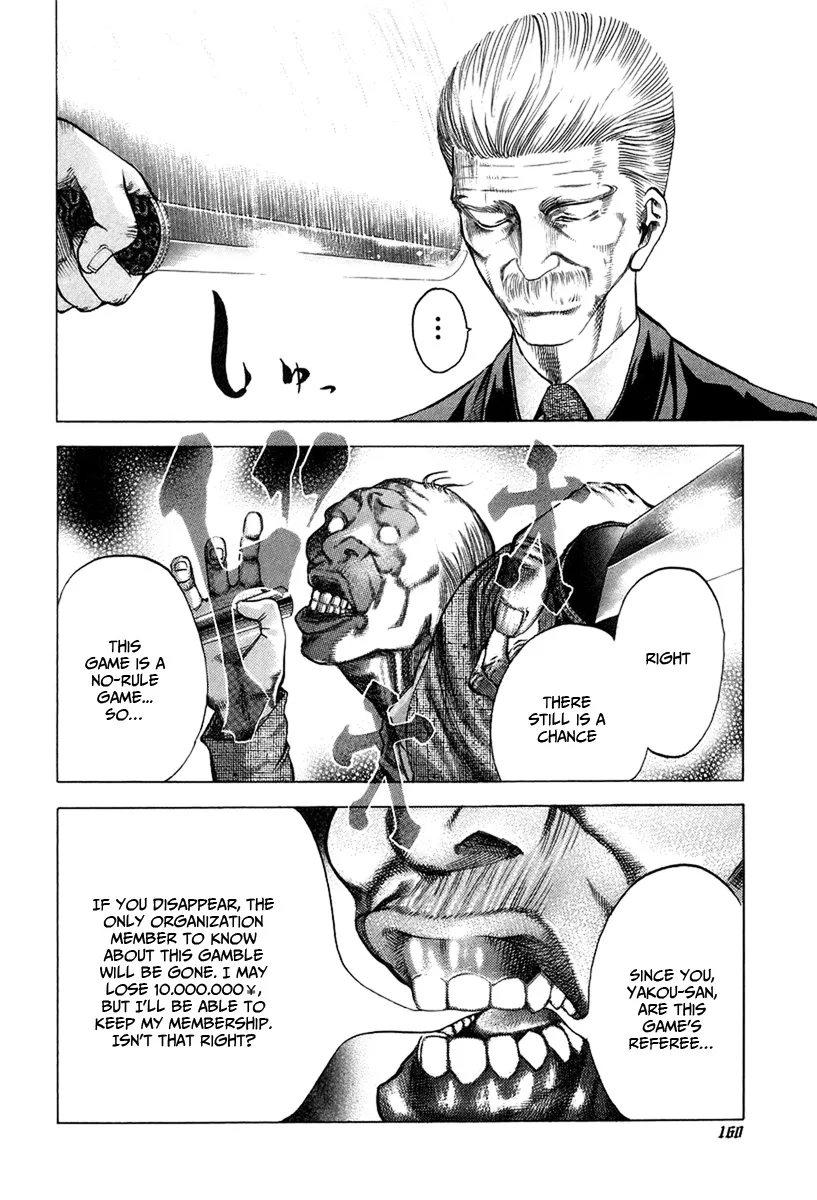 …
しゅっ
RIGHT
THERE
STILL IS A
CHANCE
THIS
GAME IS A
NO-RULE
GAME...
SO...
SINCE YOU,
YAKOU-SAN,
ARE THIS
GAME'S
REFEREE...
IF YOU DISAPPEAR, THE
ONLY ORGANIZATION
MEMBER TO KNOW
ABOUT THIS GAMBLE
WILL BE GONE. I MAY
LOSE 10.000.000¥,
BUT I'LL BE ABLE TO
KEEP MY MEMBERSHIP.
ISN'T THAT RIGHT?
160